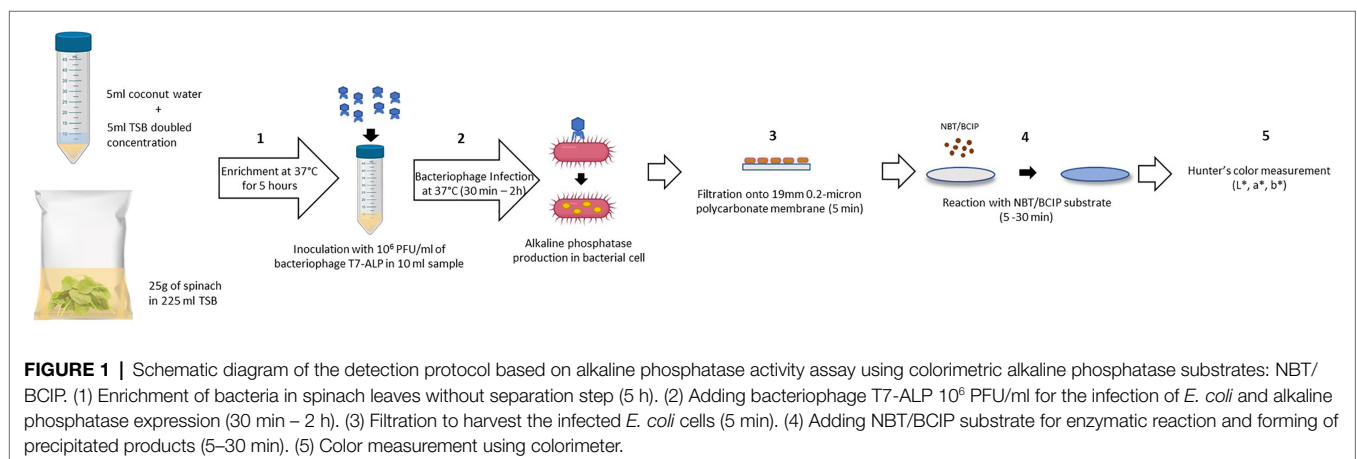 5ml coconut water
+
5ml TSB doubled
concentration
25g of spinach
in 225 ml TSB
1
Enrichment at 37°C
for 5 hours
Inoculation with 10⁶ PFU/ml of
bacteriophage T7-ALP in 10 ml sample
2
Bacteriophage Infection
at 37°C (30 min – 2h)
Alkaline phosphatase
production in bacterial cell
3
Filtration onto 19mm 0.2-micron
polycarbonate membrane (5 min)
NBT/BCIP
4
Reaction with NBT/BCIP substrate
(5 -30 min)
5
Hunter's color measurement
(L*, a*, b*)
FIGURE 1 | Schematic diagram of the detection protocol based on alkaline phosphatase activity assay using colorimetric alkaline phosphatase substrates: NBT/
BCIP. (1) Enrichment of bacteria in spinach leaves without separation step (5 h). (2) Adding bacteriophage T7-ALP 10⁶ PFU/ml for the infection of E. coli and alkaline
phosphatase expression (30 min – 2 h). (3) Filtration to harvest the infected E. coli cells (5 min). (4) Adding NBT/BCIP substrate for enzymatic reaction and forming of
precipitated products (5–30 min). (5) Color measurement using colorimeter.